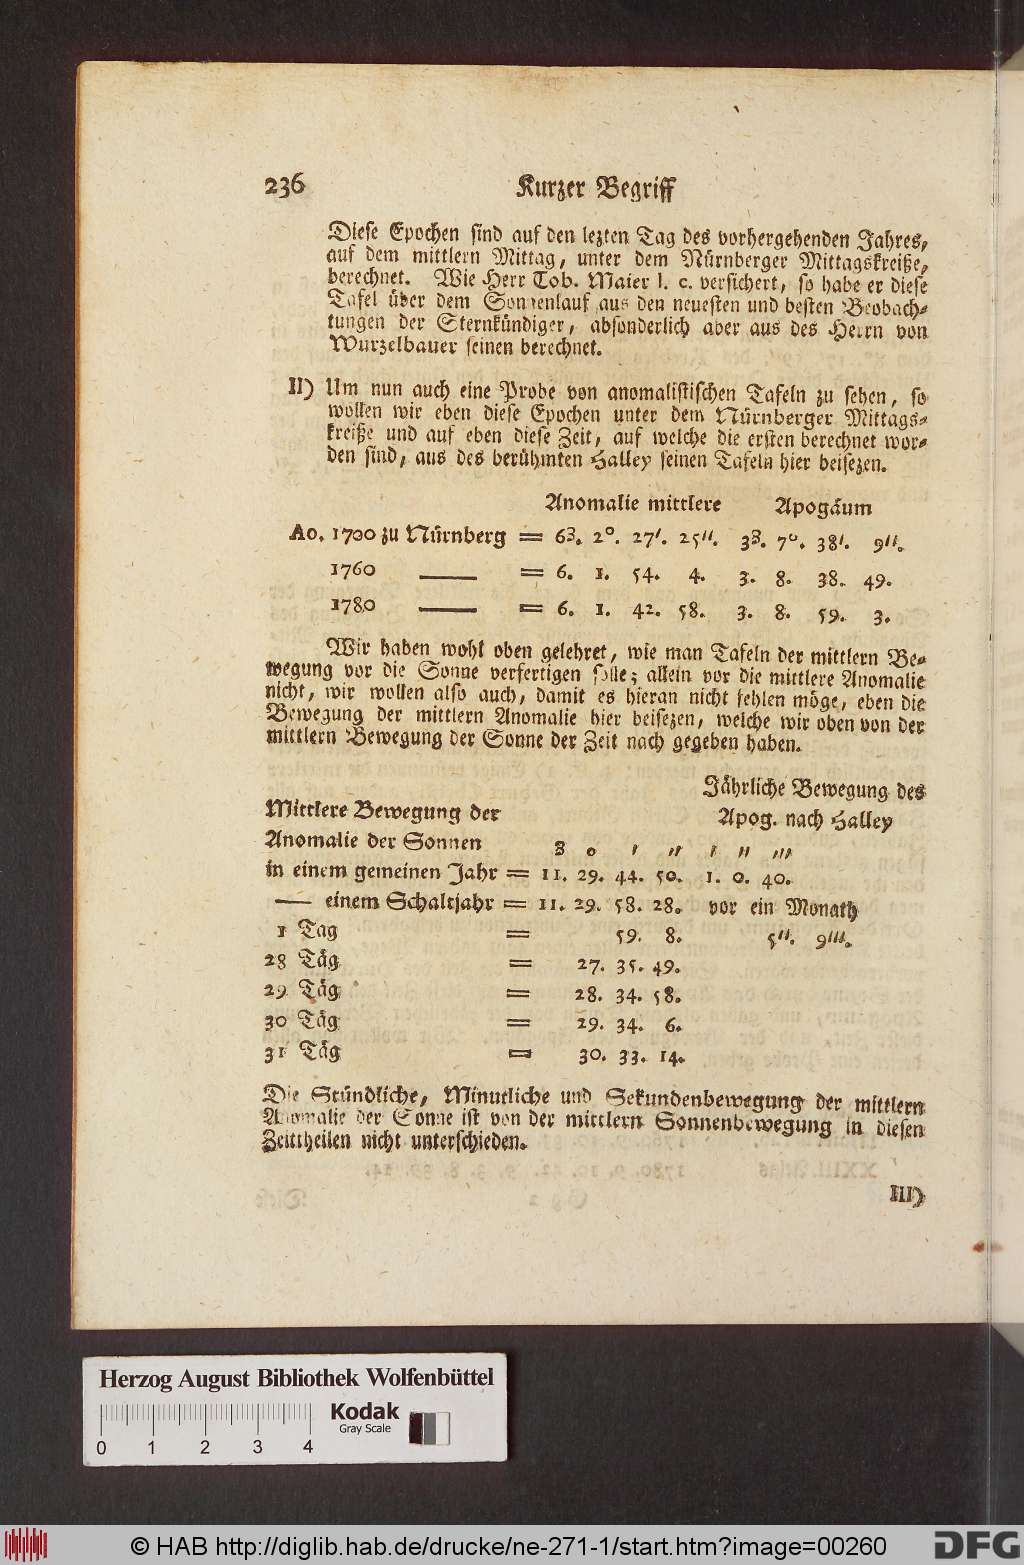 236 Kurzer Begriff
Diese Epochen sind auf den lezten Tag des vorhergehenden Jahres,
auf dem mittlern Mittag, unter dem Nürnberger Mittagskreiße,
berechnet. Wie Herr Tob. Maier l. c. versichert, so habe er diese
Tafel über dem Sonnenlauf aus den neuesten und besten Beobach-
tungen der Sternkündiger, absonderlich aber aus des Herrn von
Wurzelbauer seinen berechnet.
II) Um nun auch eine Probe von anomalistischen Tafeln zu sehen, so
wollen wir eben diese Epochen unter dem Nürnberger Mittags-
kreiße und auf eben diese Zeit, auf welche die ersten berechnet wor-
den sind, aus des berühmten Halley seinen Tafeln hier beisezen.
Anomalie mittlere Apogäum
Ao. 1700 zu Nürnberg = 6З. 2°. 27′. 25″. 3З. 7°. 38′. 9″.
1760 —— = 6. 1. 54. 4. 3. 8. 38. 49.
1780 —— = 6. 1. 42. 58. 3. 8. 59. 3.
Wir haben wohl oben gelehret, wie man Tafeln der mittlern Be-
wegung vor die Sonne verfertigen solle; allein vor die mittlere Anomalie
nicht, wir wollen also auch, damit es hieran nicht fehlen möge, eben die
Bewegung der mittlern Anomalie hier beisezen, welche wir oben von der
mittlern Bewegung der Sonne der Zeit nach gegeben haben.
Jährliche Bewegung des
Mittlere Bewegung der Apog. nach Halley
Anomalie der Sonnen З ° ′ ″ ′ ″ ‴
in einem gemeinen Jahr = 11. 29. 44. 50. 1. 0. 40.
— einem Schaltjahr = 11. 29. 58. 28. vor ein Monath
1 Tag = 59. 8. 5″. 9‴.
28 Täg = 27. 35. 49.
29 Täg = 28. 34. 58.
30 Täg = 29. 34. 6.
31 Täg = 30. 33. 14.
Die Stündliche, Minutliche und Sekundenbewegung der mittlern
Anomalie der Sonne ist von der mittlern Sonnenbewegung in diesen
Zeittheilen nicht unterschieden.
III)
Herzog August Bibliothek Wolfenbüttel
Kodak
Gray Scale
0 1 2 3 4
© HAB http://diglib.hab.de/drucke/ne-271-1/start.htm?image=00260
DFG